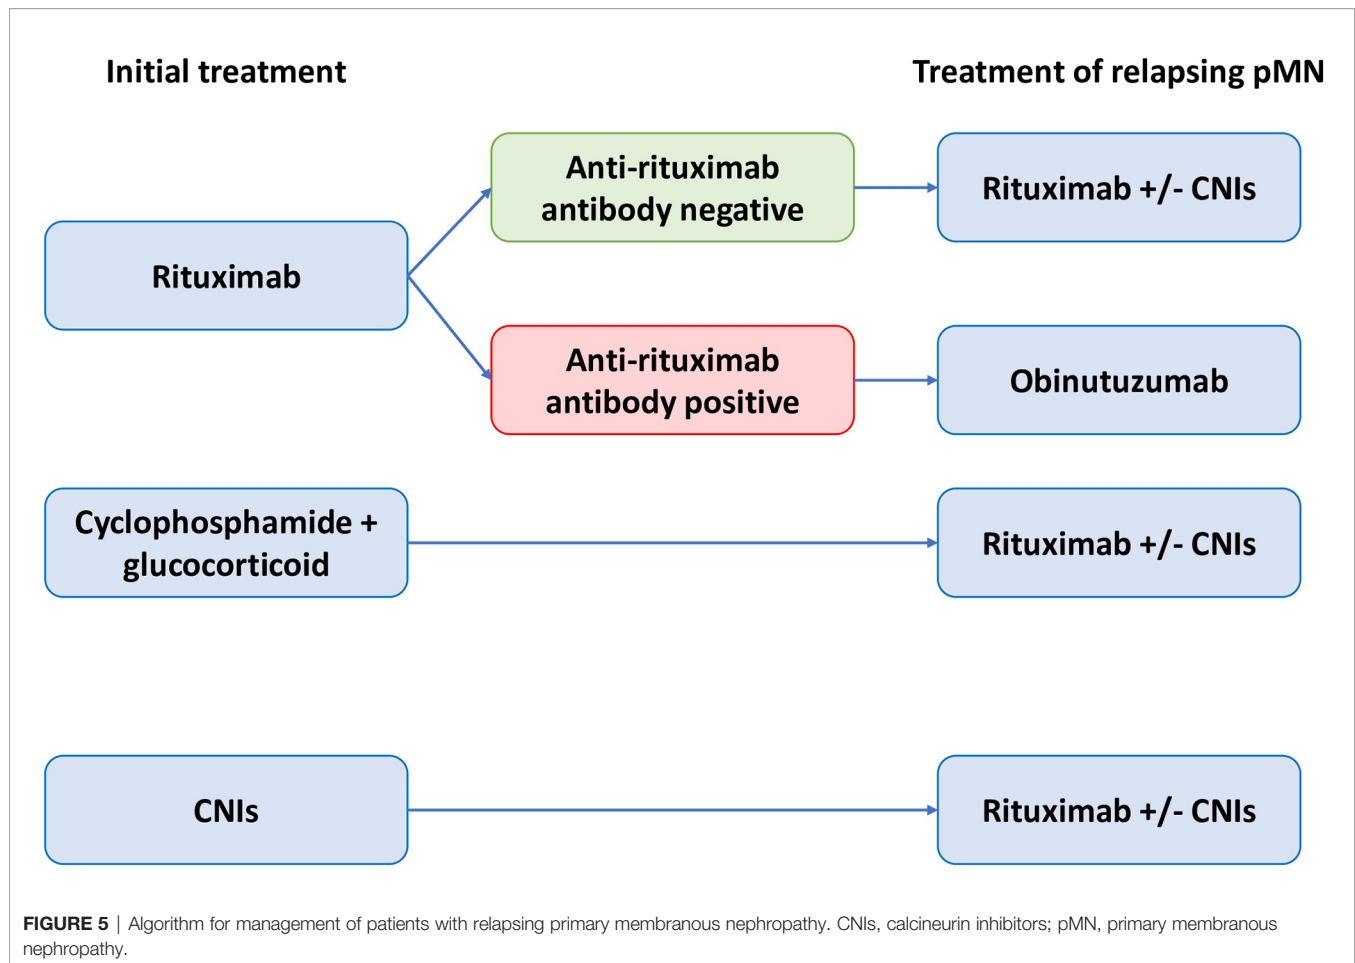 Initial treatment
Treatment of relapsing pMN
Anti-rituximab
antibody negative
Rituximab +/- CNIs
Rituximab
Anti-rituximab
antibody positive
Obinutuzumab
Cyclophosphamide +
glucocorticoid
Rituximab +/- CNIs
CNIs
Rituximab +/- CNIs
FIGURE 5 | Algorithm for management of patients with relapsing primary membranous nephropathy. CNIs, calcineurin inhibitors; pMN, primary membranous
nephropathy.